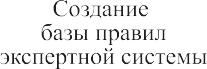 Создание
базы правил
экспертной системы